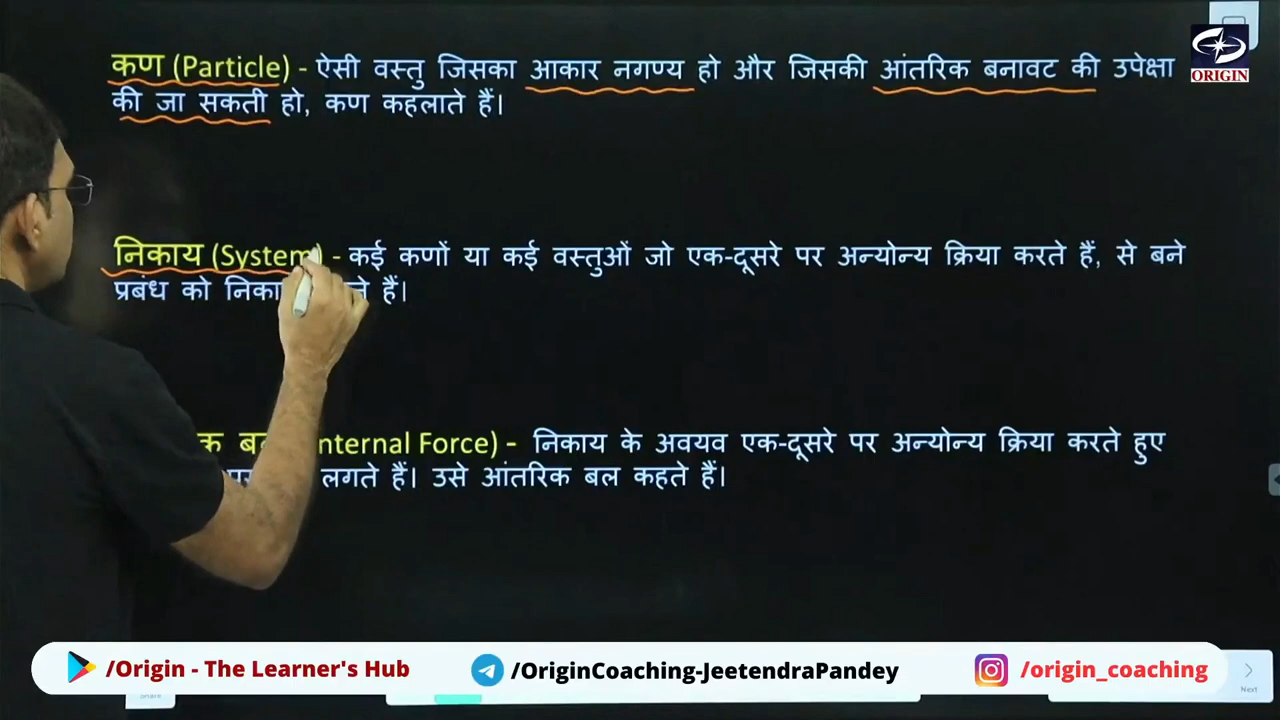 कण (Particle) - ऐसी वस्तु जिसका आकार नगण्य हो और जिसकी आंतरिक बनावट की उपेक्षा
की जा सकती हो, कण कहलाते हैं।
ORIGIN
निकाय (System) - कई कणों या कई वस्तुओं जो एक-दूसरे पर अन्योन्य क्रिया करते हैं, से बने
प्रबंध को हैं।
Force) - निकाय के अवयव एक-दूसरे पर अन्योन्य क्रिया करते हुए
लगते हैं। उसे आंतरिक बल कहते हैं।
/Origin - The Learner's Hub /OriginCoaching-JeetendraPandey /origin_coaching
Share Next